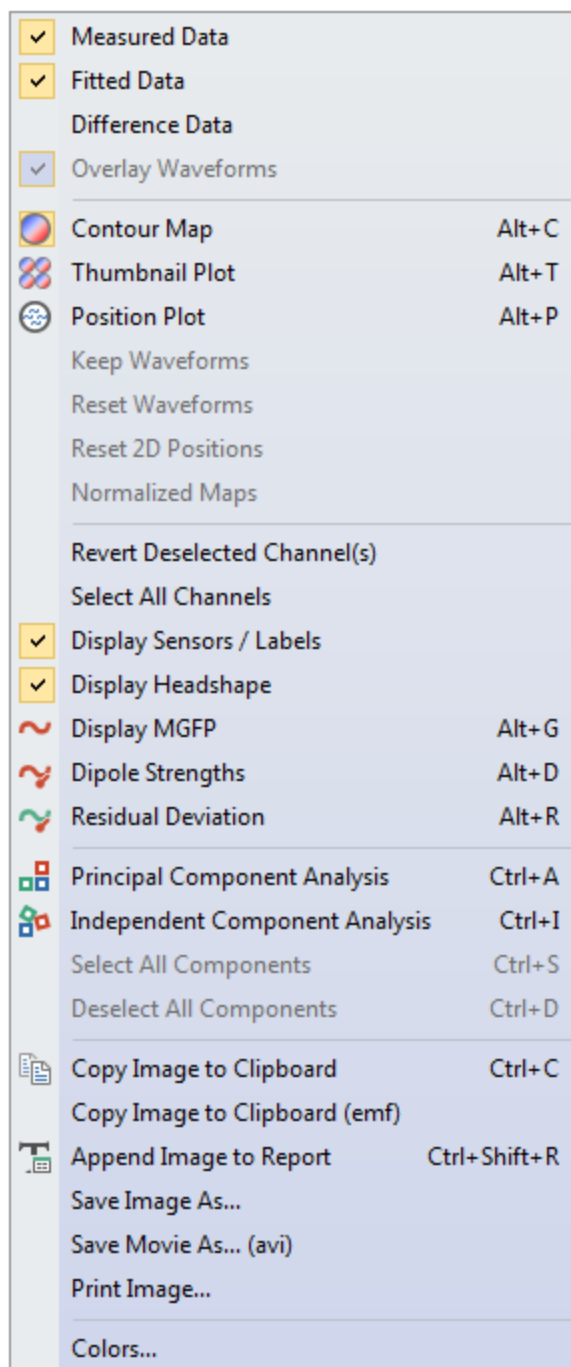 Measured Data
Fitted Data
Difference Data
Overlay Waveforms
Contour Map Alt+C
Thumbnail Plot Alt+T
Position Plot Alt+P
Keep Waveforms
Reset Waveforms
Reset 2D Positions
Normalized Maps
Revert Deselected Channel(s)
Select All Channels
Display Sensors / Labels
Display Headshape
Display MGFP Alt+G
Dipole Strengths Alt+D
Residual Deviation Alt+R
Principal Component Analysis Ctrl+A
Independent Component Analysis Ctrl+I
Select All Components Ctrl+S
Deselect All Components Ctrl+D
Copy Image to Clipboard Ctrl+C
Copy Image to Clipboard (emf)
Append Image to Report Ctrl+Shift+R
Save Image As...
Save Movie As... (avi)
Print Image...
Colors...